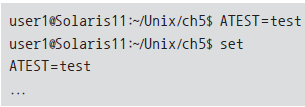 user1@Solaris11:~/Unix/ch5$ ATEST=test
user1@Solaris11:~/Unix/ch5$ set
ATEST=test
…